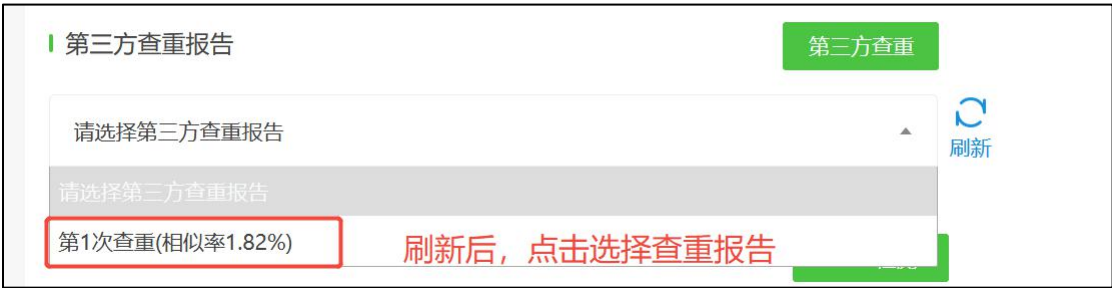 第三方查重报告
第三方查重
请选择第三方查重报告
刷新
请选择第三方查重报告
第1次查重(相似率1.82%)
刷新后，点击选择查重报告